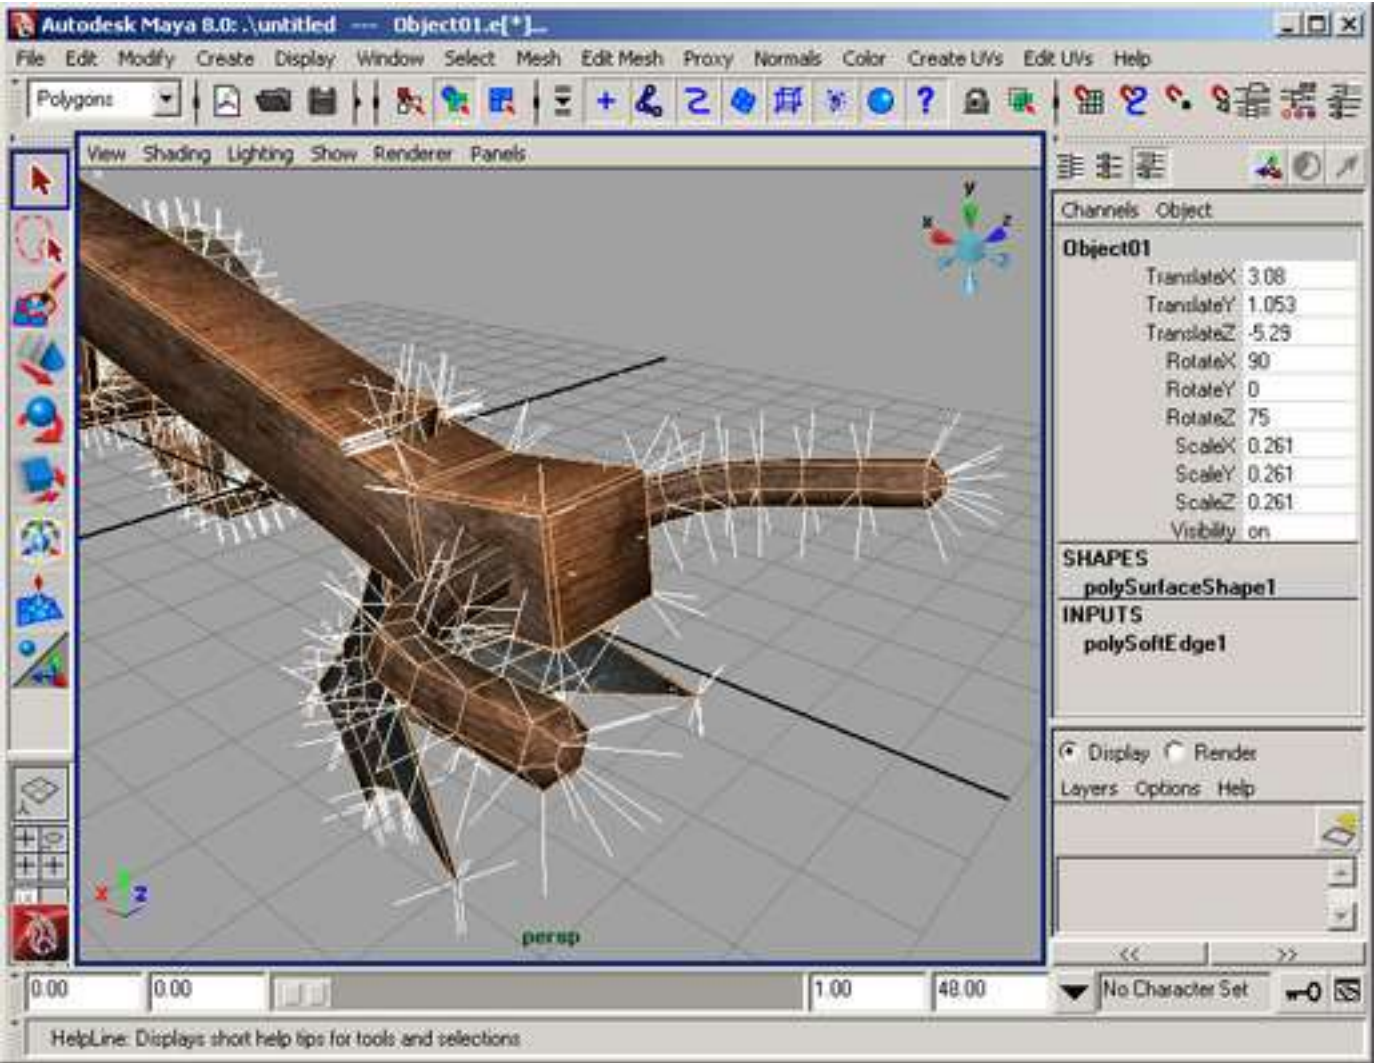 Autodesk Maya 8.0: .\untitled --- Object01.e[*]...
File Edit Modify Create Display Window Select Mesh Edit Mesh Proxy Normals Color Create UVs Edit UVs Help
Polygons
View Shading Lighting Show Renderer Panels
Channels Object
Object01
TranslateX 3.08
TranslateY 1.053
TranslateZ -5.29
RotateX 90
RotateY 0
RotateZ 75
ScaleX 0.261
ScaleY 0.261
ScaleZ 0.261
Visibility on
SHAPES
polySurfaceShape1
INPUTS
polySoftEdge1
Display Render
Layers Options Help
y
x z
x z
persp
<< >>
0.00 0.00 1.00 48.00 No Character Set
HelpLine: Displays short help tips for tools and selections